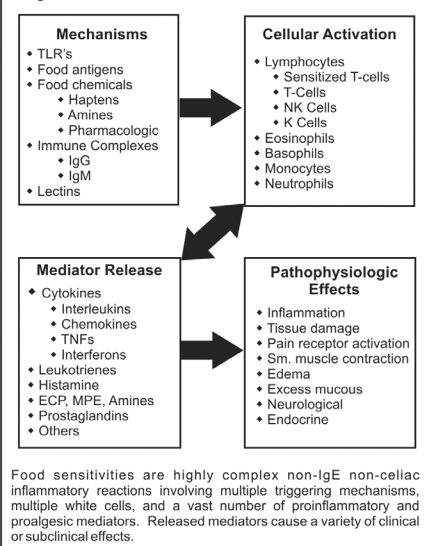 Mechanisms
◆ TLR's
◆ Food antigens
◆ Food chemicals
◆ Haptens
◆ Amines
◆ Pharmacologic
◆ Immune Complexes
◆ IgG
◆ IgM
◆ Lectins
Cellular Activation
◆ Lymphocytes
◆ Sensitized T-cells
◆ T-Cells
◆ NK Cells
◆ K Cells
◆ Eosinophils
◆ Basophils
◆ Monocytes
◆ Neutrophils
Mediator Release
◆ Cytokines
◆ Interleukins
◆ Chemokines
◆ TNFs
◆ Interferons
◆ Leukotrienes
◆ Histamine
◆ ECP, MPE, Amines
◆ Prostaglandins
◆ Others
Pathophysiologic
Effects
◆ Inflammation
◆ Tissue damage
◆ Pain receptor activation
◆ Sm. muscle contraction
◆ Edema
◆ Excess mucous
◆ Neurological
◆ Endocrine
Food sensitivities are highly complex non-IgE non-celiac
inflammatory reactions involving multiple triggering mechanisms,
multiple white cells, and a vast number of proinflammatory and
proalgesic mediators. Released mediators cause a variety of clinical
or subclinical effects.